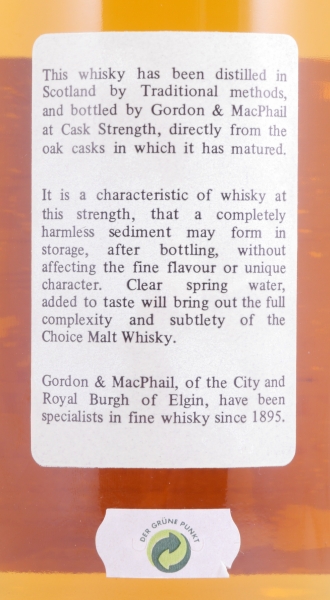 This whisky has been distilled in
Scotland by Traditional methods,
and bottled by Gordon & MacPhail
at Cask Strength, directly from the
oak casks in which it has matured.
It is a characteristic of whisky at
this strength, that a completely
harmless sediment may form in
storage, after bottling, without
affecting the fine flavour or unique
character. Clear spring water,
added to taste will bring out the full
complexity and subtlety of the
Choice Malt Whisky.
Gordon & MacPhail, of the City and
Royal Burgh of Elgin, have been
specialists in fine whisky since 1895.
DER GRÜNE PUNKT